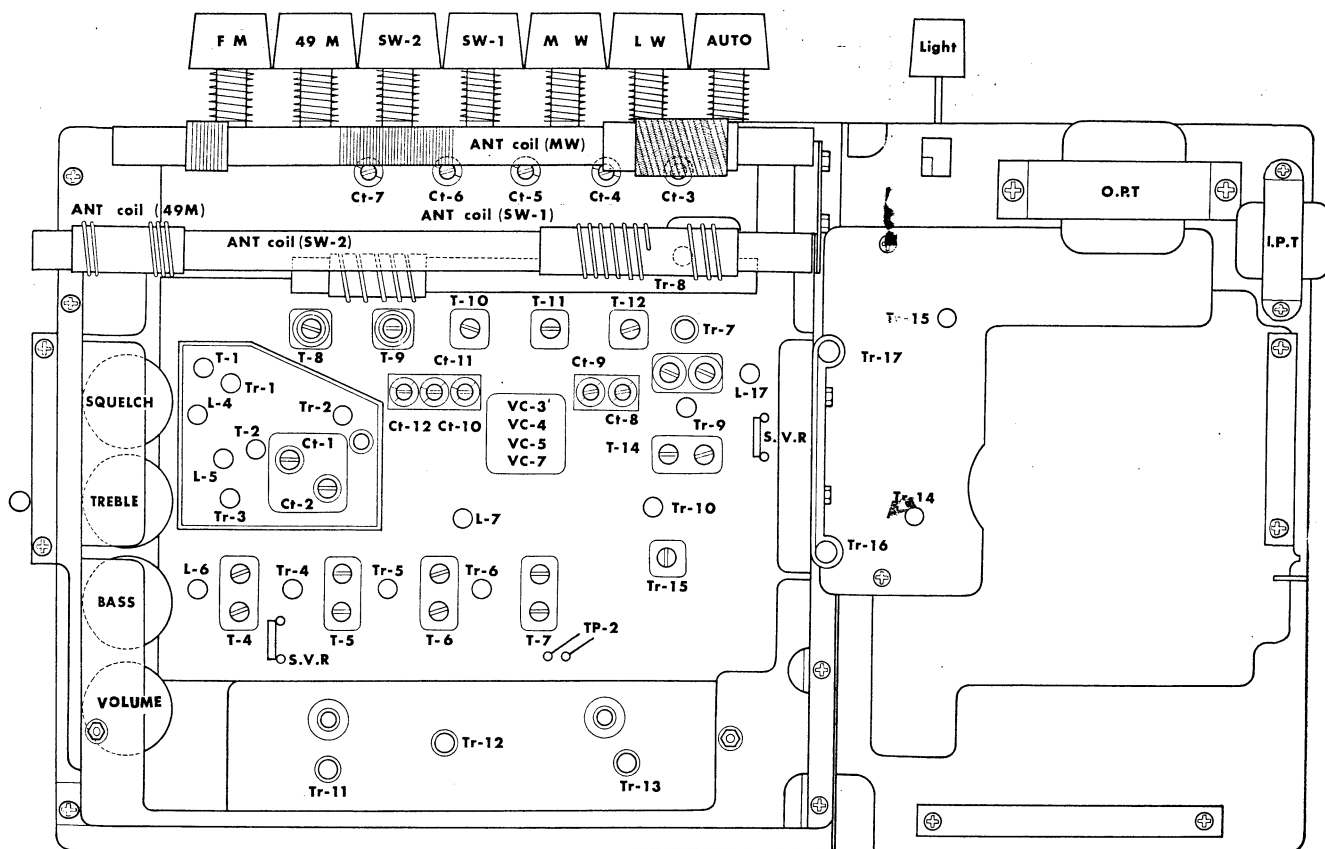 FM
49 M
SW-2
SW-1
M W
L W
AUTO
Light
ANT coil (MW)
Ct-7
Ct-6
Ct-5
Ct-4
Ct-3
O.P.T
I.P.T
ANT coil (49M)
ANT coil (SW-1)
ANT coil (SW-2)
Tr-8
T-8
T-9
T-10
T-11
T-12
Tr-7
Tr-15
Tr-17
SQUELCH
T-1
Tr-1
L-4
Tr-2
T-2
Ct-1
L-5
Ct-2
Tr-3
Ct-11
Ct-12
Ct-10
VC-3'
VC-4
VC-5
VC-7
Ct-9
Ct-8
L-17
Tr-9
S.V.R
T-14
TREBLE
L-7
Tr-10
Tr-14
Tr-16
Tr-15
BASS
L-6
Tr-4
Tr-5
Tr-6
T-4
T-5
T-6
T-7
S.V.R
TP-2
VOLUME
Tr-12
Tr-11
Tr-13